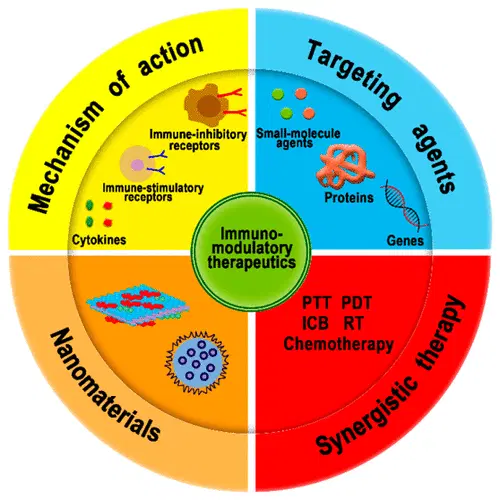 Mechanism of action
Targeting agents
Immune-inhibitory
receptors
Immune-stimulatory
receptors
Cytokines
Small-molecule
agents
Proteins
Genes
Immuno-
modulatory
therapeutics
Nanomaterials
PTT PDT
ICB RT
Chemotherapy
Synergistic therapy